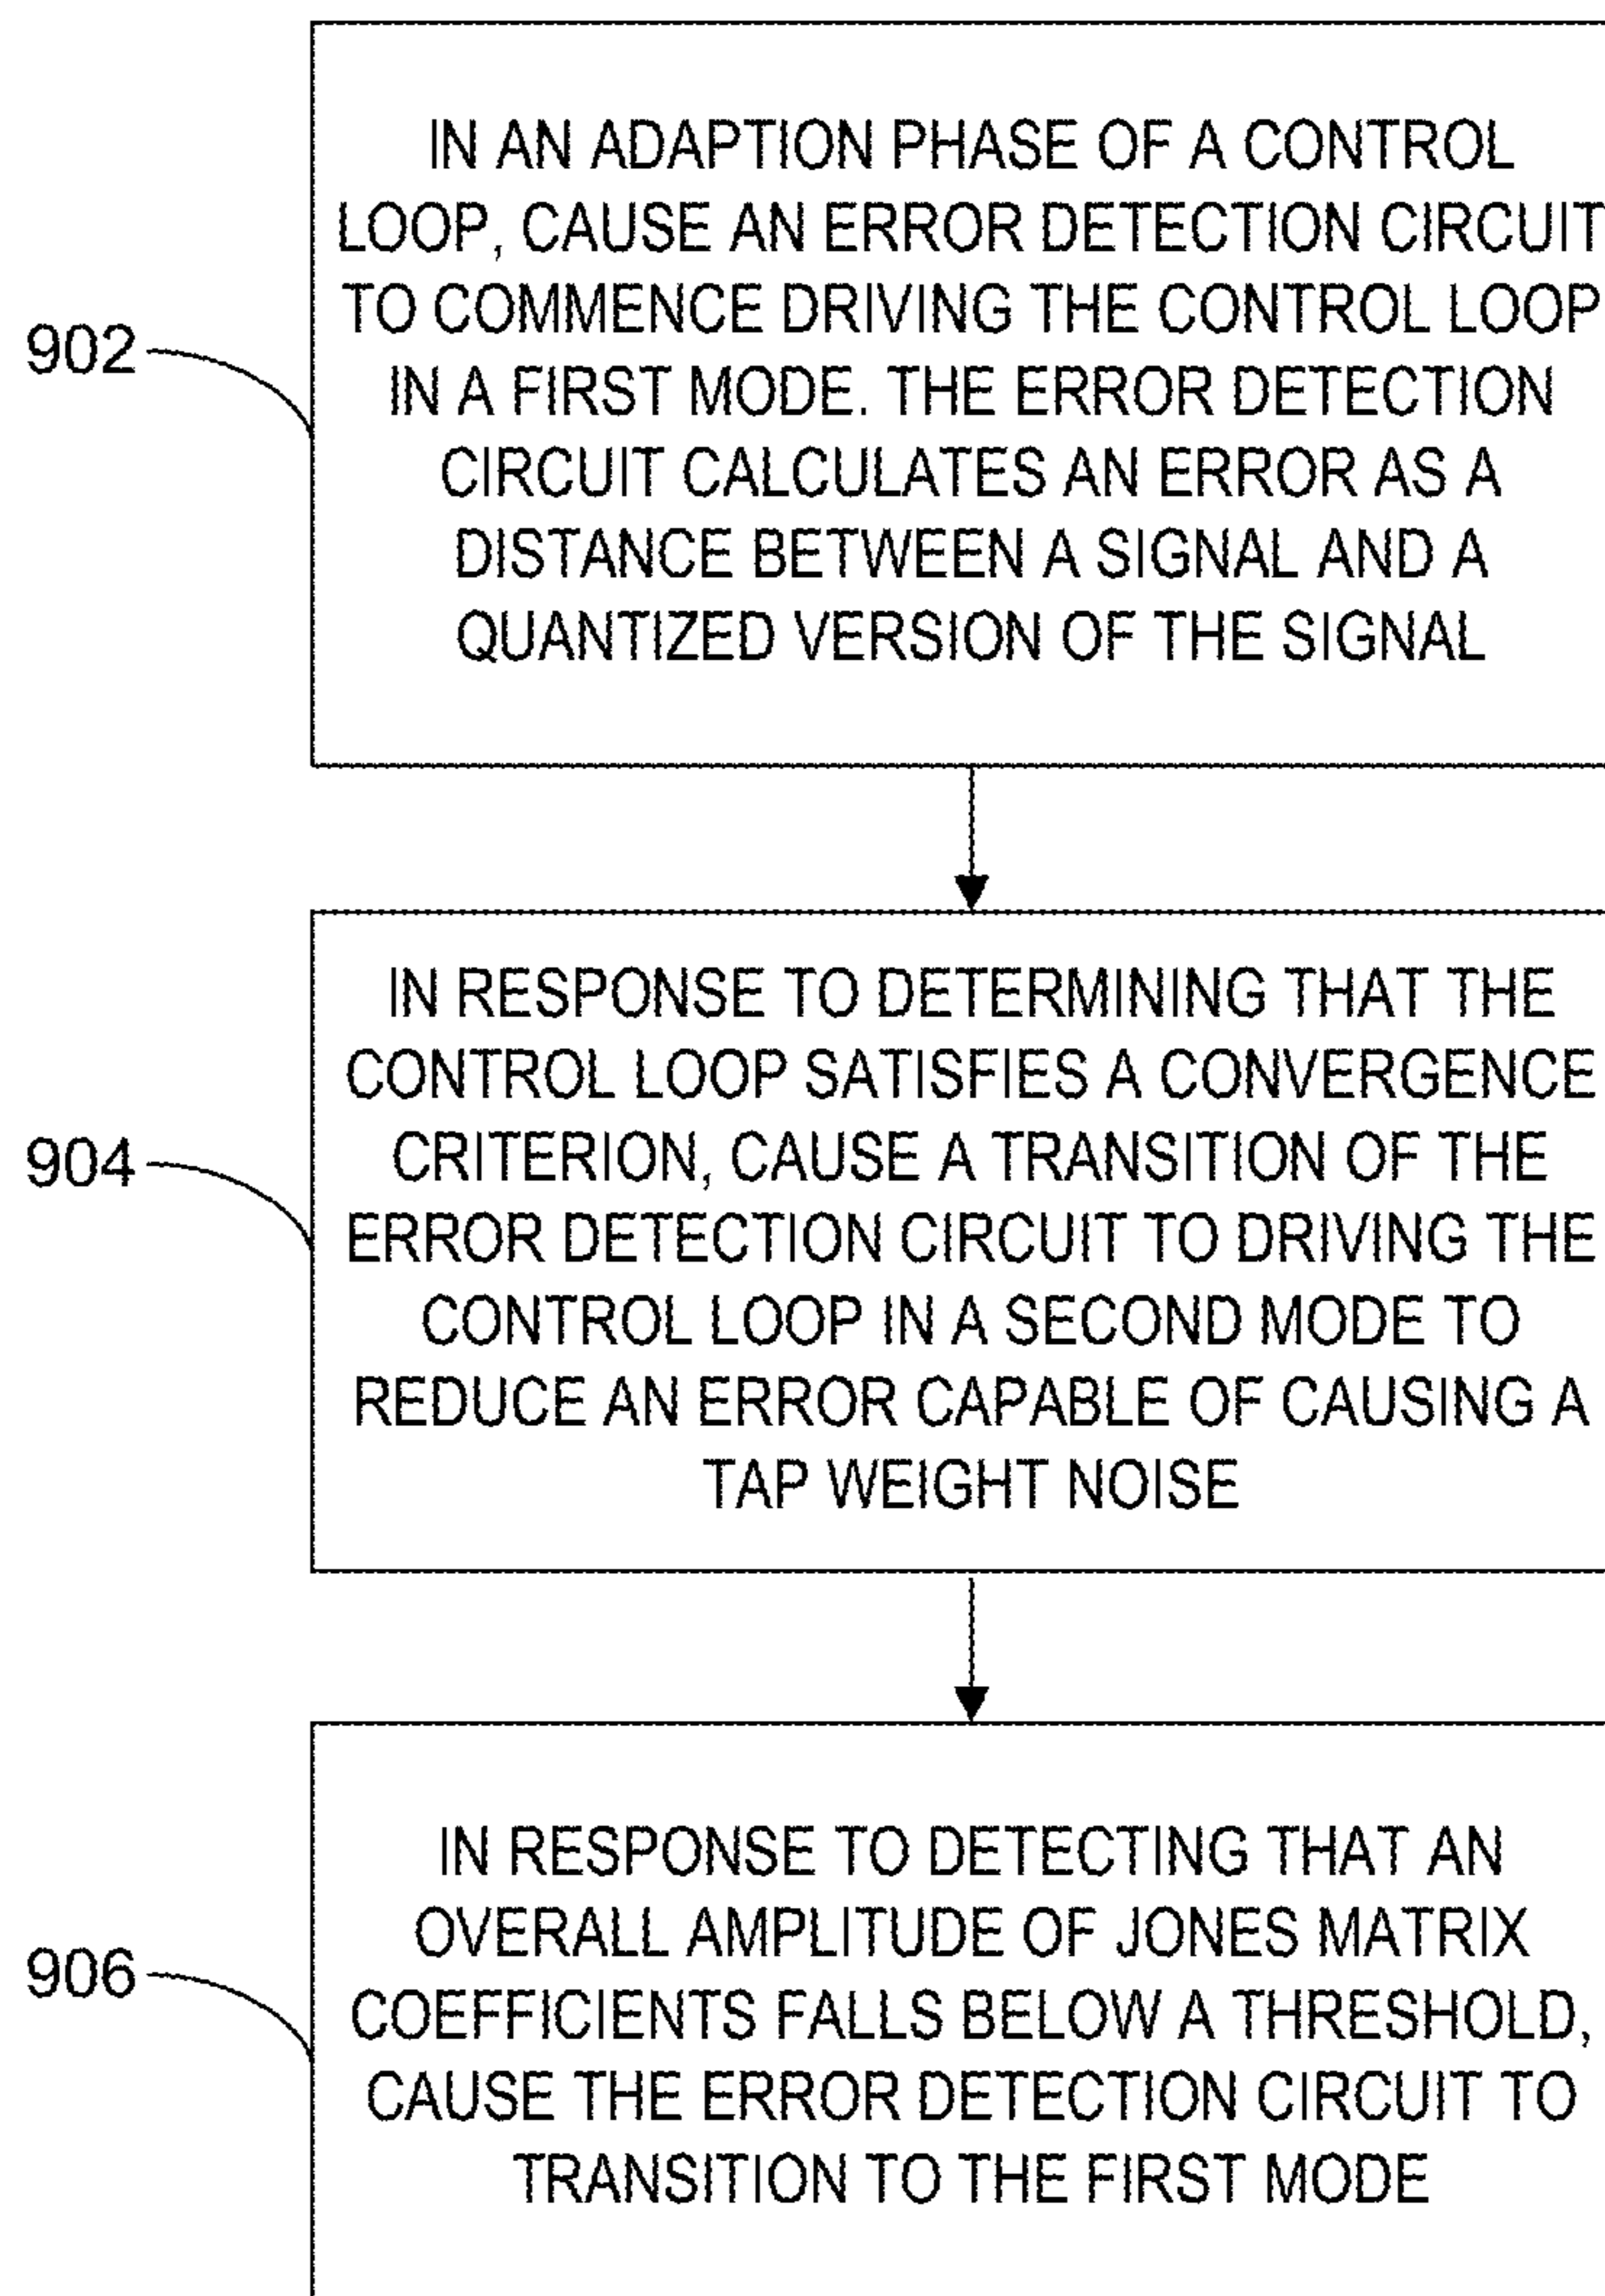 IN AN ADAPTION PHASE OF A CONTROL
LOOP, CAUSE AN ERROR DETECTION CIRCUIT
TO COMMENCE DRIVING THE CONTROL LOOP
902
IN A FIRST MODE. THE ERROR DETECTION
CIRCUIT CALCULATES AN ERROR AS A
DISTANCE BETWEEN A SIGNAL AND A
QUANTIZED VERSION OF THE SIGNAL
IN RESPONSE TO DETERMINING THAT THE
CONTROL LOOP SATISFIES A CONVERGENCE
904
CRITERION, CAUSE A TRANSITION OF THE
ERROR DETECTION CIRCUIT TO DRIVING THE
CONTROL LOOP IN A SECOND MODE TO
REDUCE AN ERROR CAPABLE OF CAUSING A
TAP WEIGHT NOISE
IN RESPONSE TO DETECTING THAT AN
OVERALL AMPLITUDE OF JONES MATRIX
906
COEFFICIENTS FALLS BELOW A THRESHOLD,
CAUSE THE ERROR DETECTION CIRCUIT TO
TRANSITION TO THE FIRST MODE